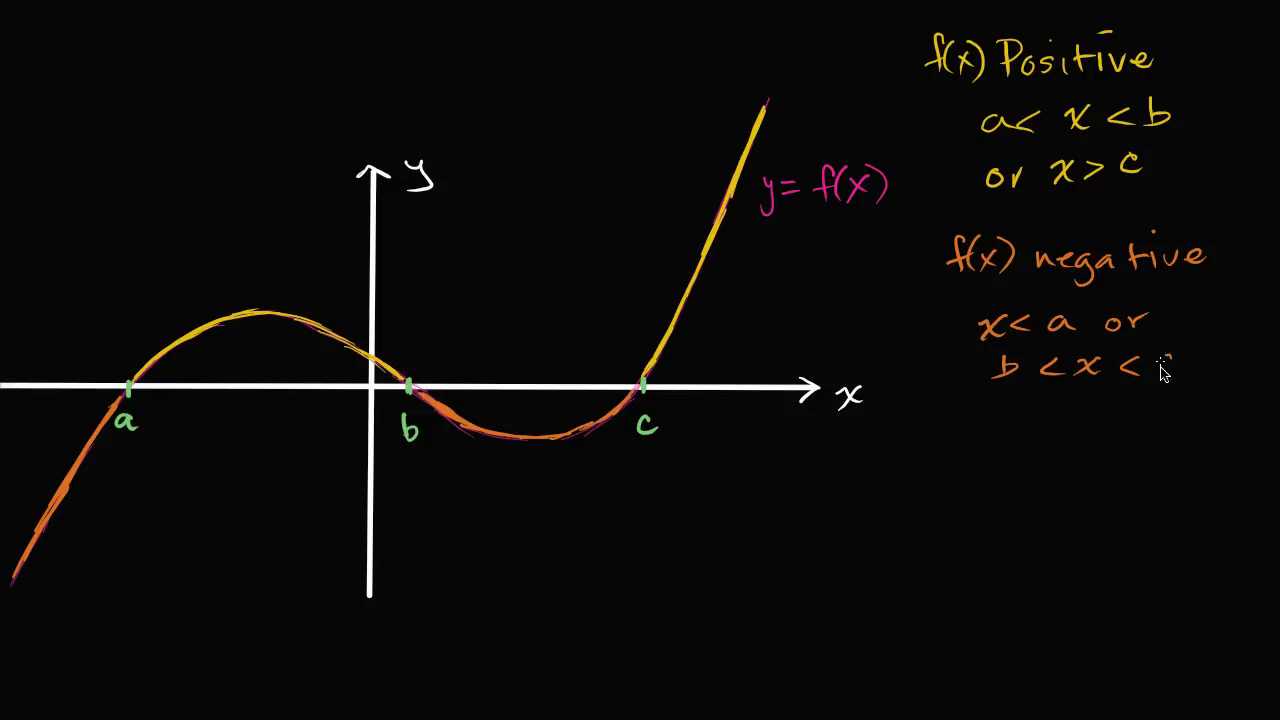 f(x) Positive
a < x < b
or x > c
y
y = f(x)
f(x) negative
x < a or
b < x <
x
a
b
c